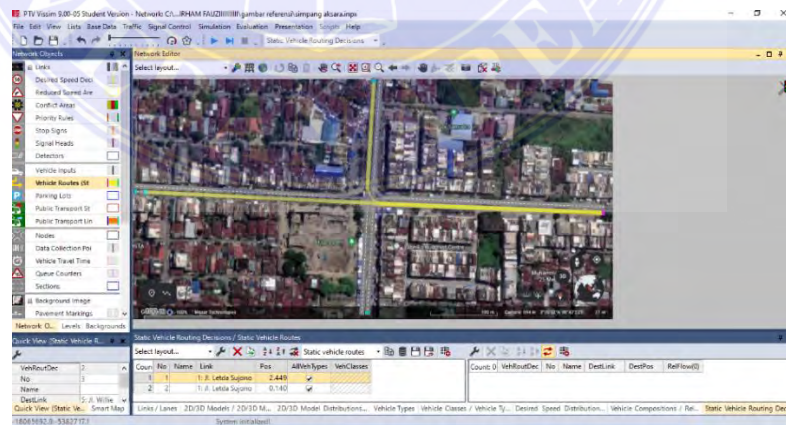 PTV Vissim 9.00-05 Student Version - Network: C:\...IRHAM FAUZI\!!!!!!!\gambar referensi\simpang aksara.inpx
File Edit View Lists Base Data Traffic Signal Control Simulation Evaluation Presentation Scripts Help
Static Vehicle Routing Decisions
Network Objects
Network Editor
Select layout...
Links
Desired Speed Deci
Reduced Speed Are
Conflict Areas
Priority Rules
Stop Signs
Signal Heads
Detectors
Vehicle Inputs
Vehicle Routes (St
Parking Lots
Public Transport St
Public Transport Lin
Nodes
Data Collection Poi
Vehicle Travel Time
Queue Counters
Sections
Background Image
Pavement Markings
Network O... Levels Backgrounds
Quick View (Static Vehicle R...
VehRoutDec 2
No 3
Name
DestLink 5: Jl. Wille
Quick View (Static Ve... Smart Map
Static Vehicle Routing Decisions / Static Vehicle Routes
Select layout... Static vehicle routes
Coun No Name Link Pos AllVehTypes VehClasses
1 1 1: Jl. Letda Sujono 2.449
2 2 1: Jl. Letda Sujono 0.140
Count: 0 VehRoutDec No Name DestLink DestPos RelFlow(0)
Links / Lanes 2D/3D Models / 2D/3D M... 2D/3D Model Distributions... Vehicle Types Vehicle Classes / Vehicle Ty... Desired Speed Distribution... Vehicle Compositions / Rel... Static Vehicle Routing Dec
System initialized!